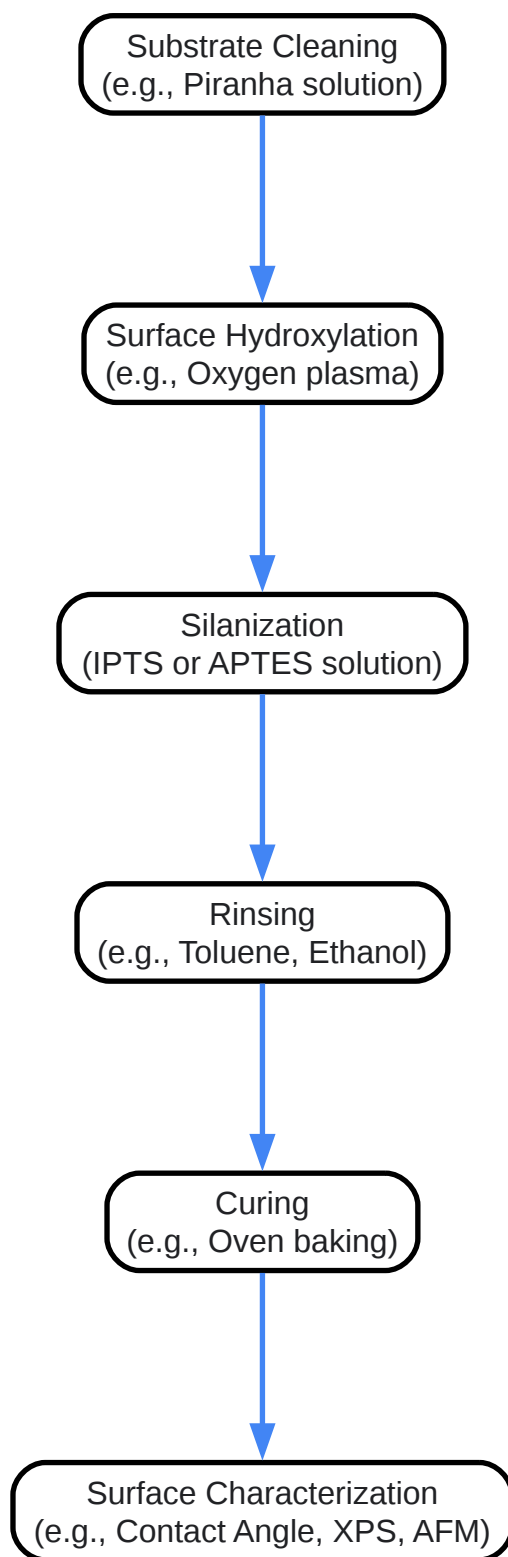 Substrate Cleaning
(e.g., Piranha solution)
Surface Hydroxylation
(e.g., Oxygen plasma)
Silanization
(IPTS or APTES solution)
Rinsing
(e.g., Toluene, Ethanol)
Curing
(e.g., Oven baking)
Surface Characterization
(e.g., Contact Angle, XPS, AFM)